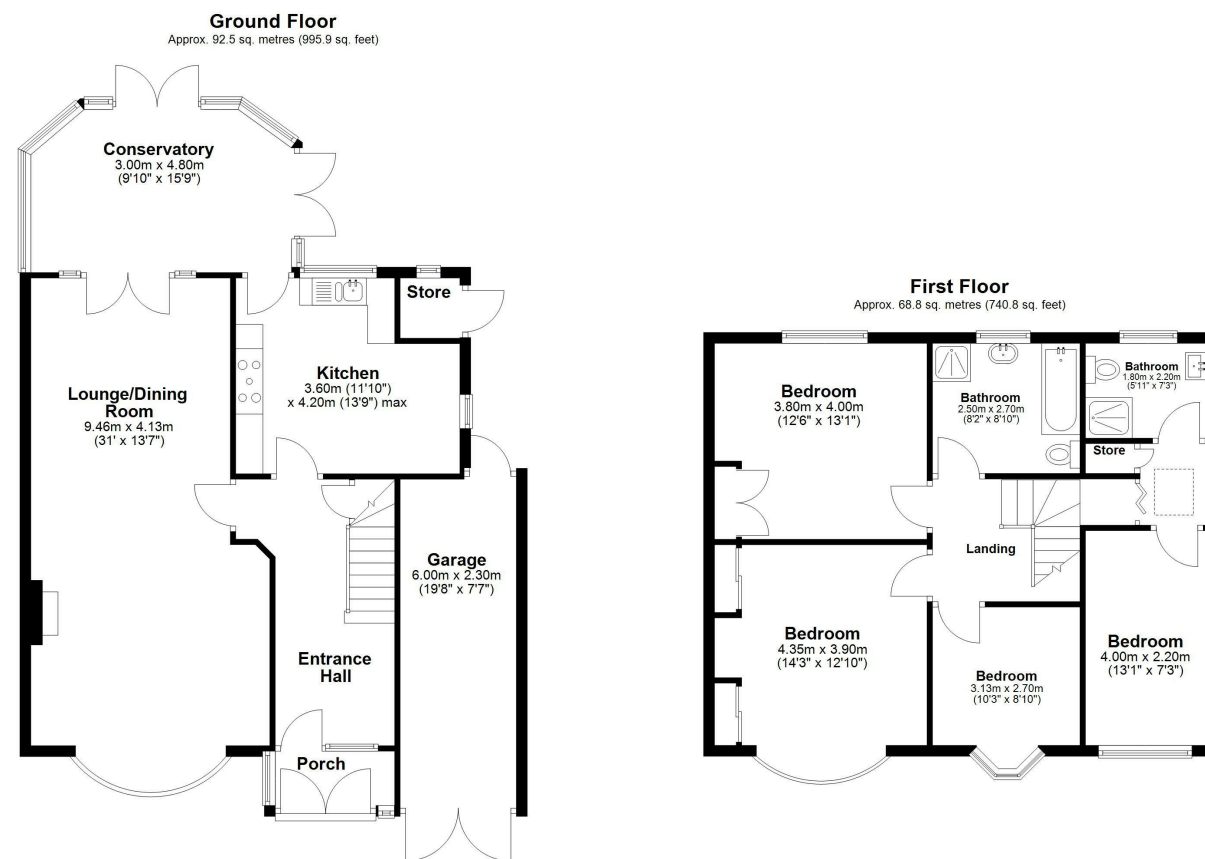 Ground Floor
Approx. 92.5 sq. metres (995.9 sq. feet)
Conservatory
3.00m x 4.80m
(9'10" x 15'9")
Store
Kitchen
3.60m (11'10")
x 4.20m (13'9") max
Lounge/Dining
Room
9.46m x 4.13m
(31' x 13'7")
Garage
6.00m x 2.30m
(19'8" x 7'7")
Entrance
Hall
Porch
First Floor
Approx. 68.8 sq. metres (740.8 sq. feet)
Bedroom
3.80m x 4.00m
(12'6" x 13'1")
Bathroom
2.50m x 2.70m
(8'2" x 8'10")
Bathroom
1.80m x 2.20m
(5'11" x 7'3")
Store
Landing
Bedroom
4.35m x 3.90m
(14'3" x 12'10")
Bedroom
3.13m x 2.70m
(10'3" x 8'10")
Bedroom
4.00m x 2.20m
(13'1" x 7'3")